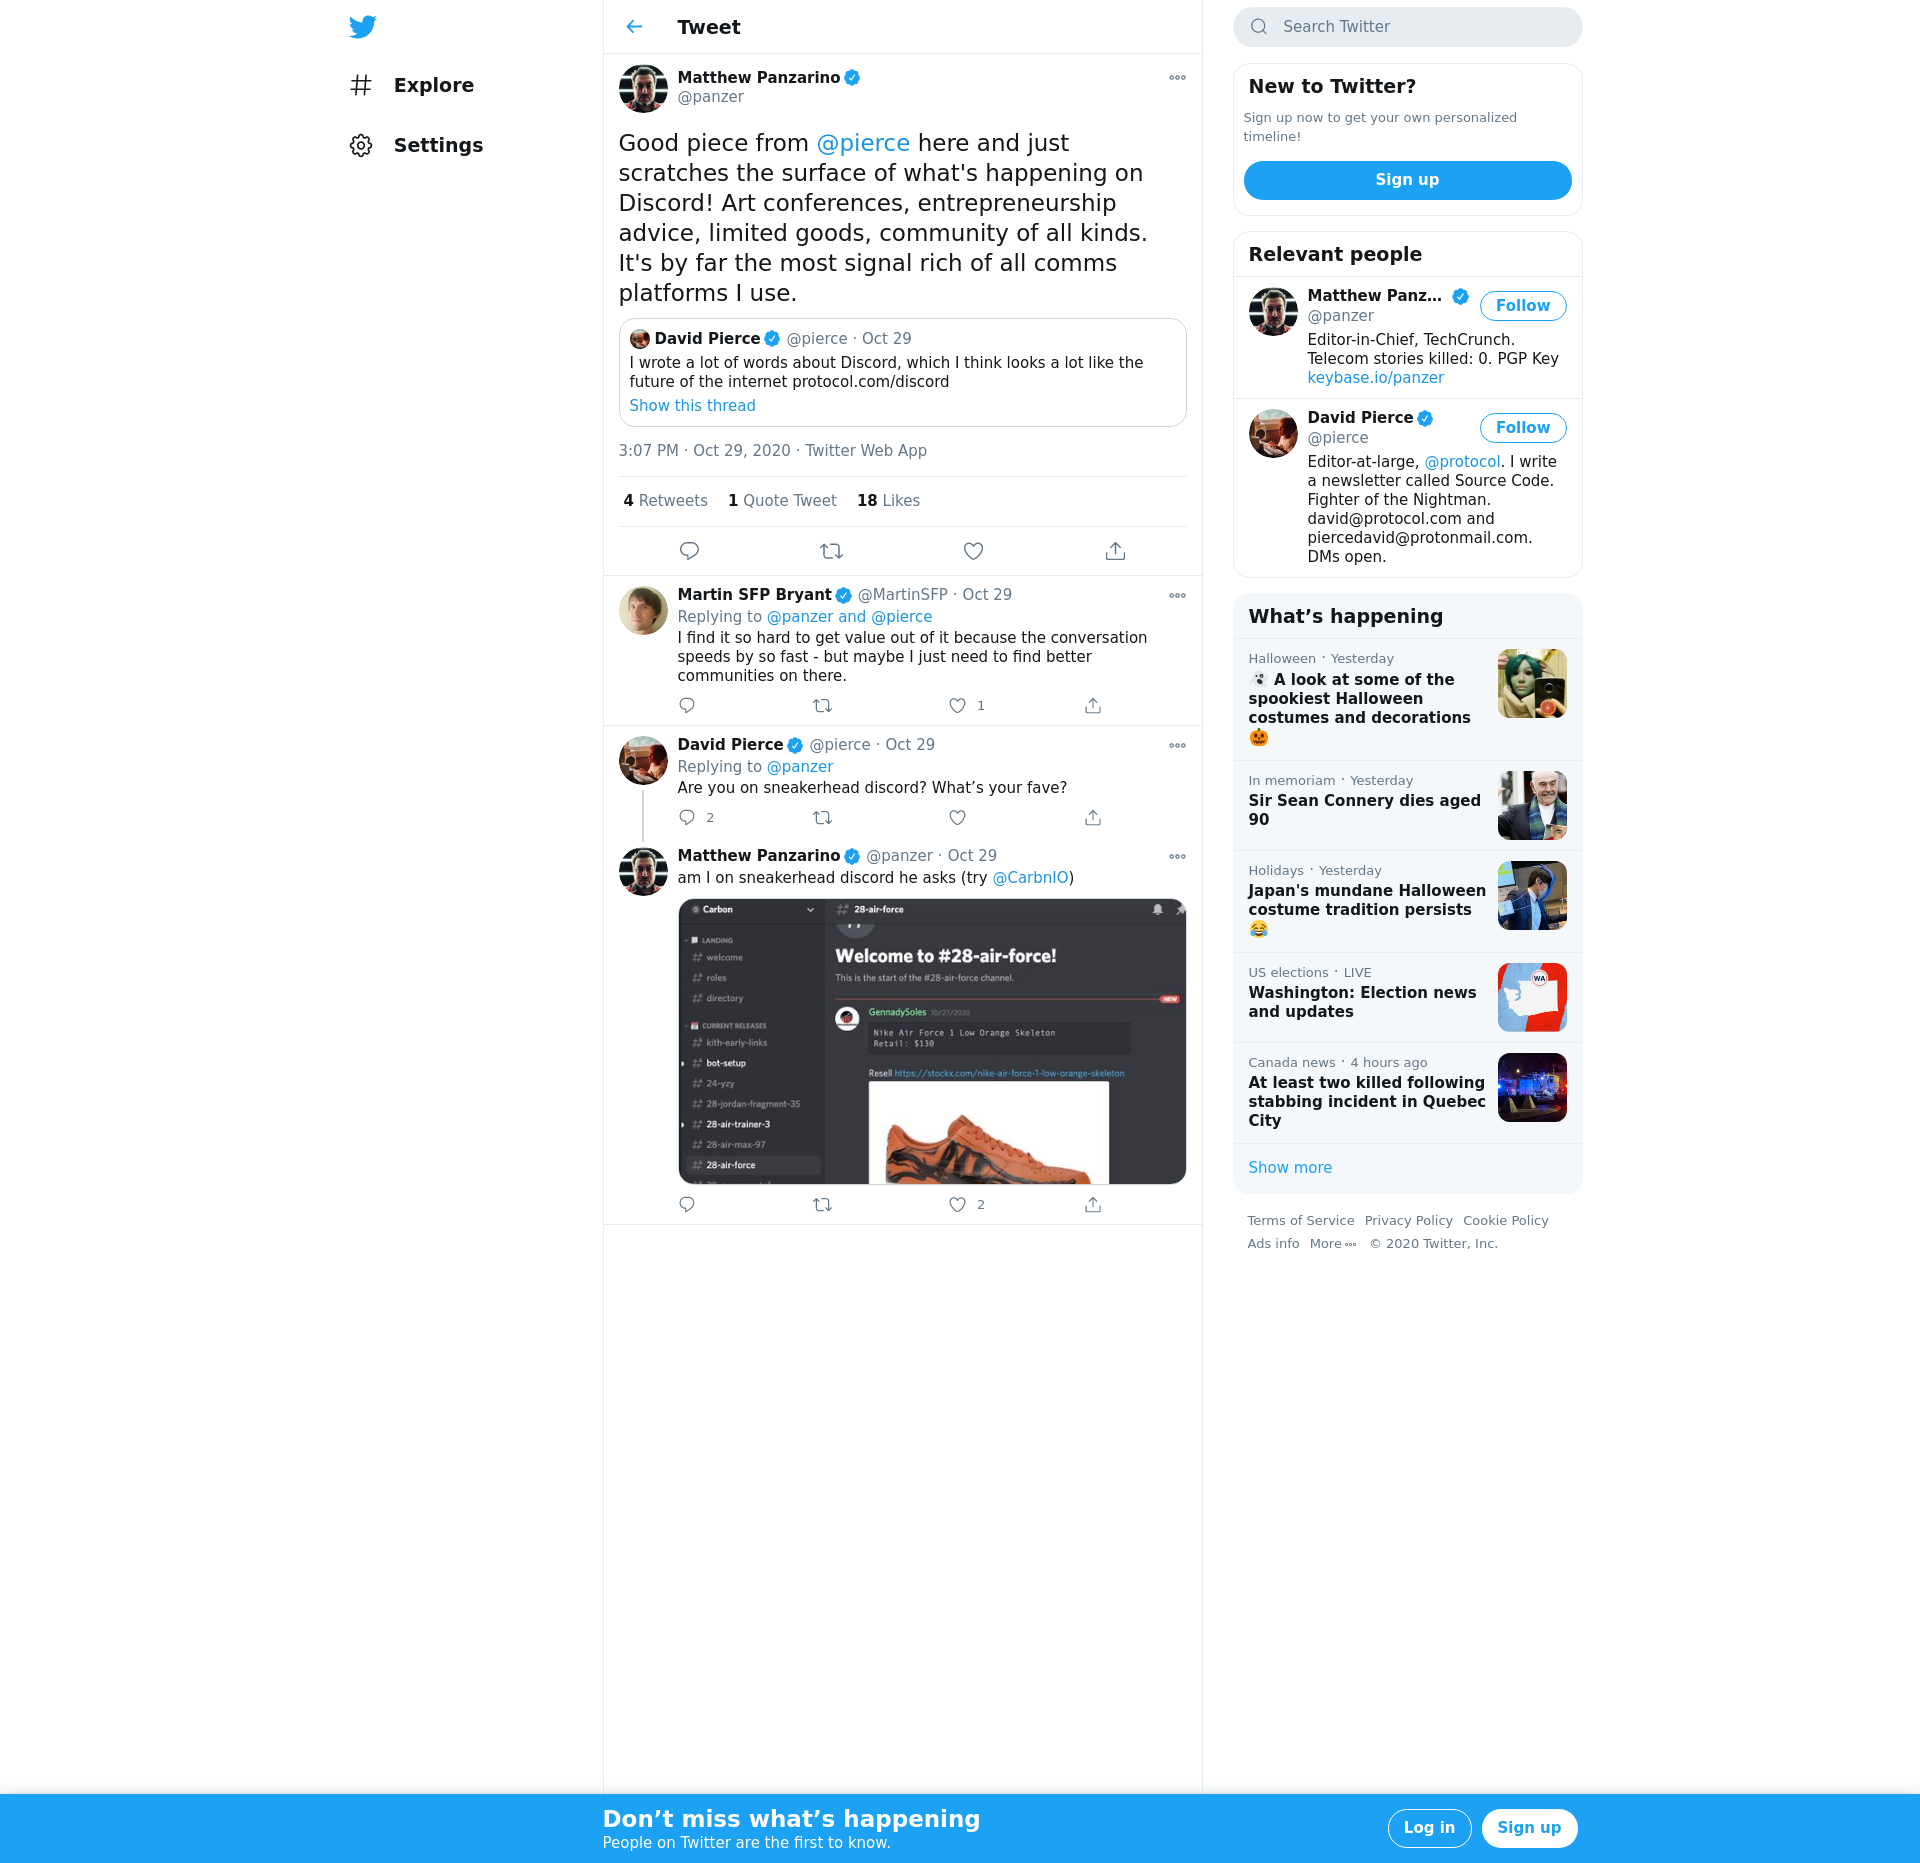 Explore
Settings
Tweet
Matthew Panzarino
@panzer
Good piece from @pierce here and just
scratches the surface of what's happening on
Discord! Art conferences, entrepreneurship
advice, limited goods, community of all kinds.
It's by far the most signal rich of all comms
platforms I use.
David Pierce @pierce · Oct 29
I wrote a lot of words about Discord, which I think looks a lot like the
future of the internet protocol.com/discord
Show this thread
3:07 PM · Oct 29, 2020 · Twitter Web App
4 Retweets 1 Quote Tweet 18 Likes
Martin SFP Bryant @MartinSFP · Oct 29
Replying to @panzer and @pierce
I find it so hard to get value out of it because the conversation
speeds by so fast - but maybe I just need to find better
communities on there.
1
David Pierce @pierce · Oct 29
Replying to @panzer
Are you on sneakerhead discord? What’s your fave?
2
Matthew Panzarino @panzer · Oct 29
am I on sneakerhead discord he asks (try @CarbnIO)
Carbon
LANDING
welcome
roles
directory
CURRENT RELEASES
kith-early-links
bot-setup
24-yzy
28-jordan-fragment-35
28-air-trainer-3
28-air-max-97
28-air-force
28-air-force
Welcome to #28-air-force!
This is the start of the #28-air-force channel.
NEW
GennadySoles 10/27/2020
Nike Air Force 1 Low Orange Skeleton
Retail: $130
Resell https://stockx.com/nike-air-force-1-low-orange-skeleton
2
Search Twitter
New to Twitter?
Sign up now to get your own personalized
timeline!
Sign up
Relevant people
Matthew Panz...
@panzer
Follow
Editor-in-Chief, TechCrunch.
Telecom stories killed: 0. PGP Key
keybase.io/panzer
David Pierce
@pierce
Follow
Editor-at-large, @protocol. I write
a newsletter called Source Code.
Fighter of the Nightman.
david@protocol.com and
piercedavid@protonmail.com.
DMs open.
What’s happening
Halloween · Yesterday
👻 A look at some of the
spookiest Halloween
costumes and decorations
🎃
In memoriam · Yesterday
Sir Sean Connery dies aged
90
Holidays · Yesterday
Japan's mundane Halloween
costume tradition persists
😂
US elections · LIVE
Washington: Election news
and updates
WA
Canada news · 4 hours ago
At least two killed following
stabbing incident in Quebec
City
Show more
Terms of Service Privacy Policy Cookie Policy
Ads info More © 2020 Twitter, Inc.
Don’t miss what’s happening
People on Twitter are the first to know.
Log in
Sign up